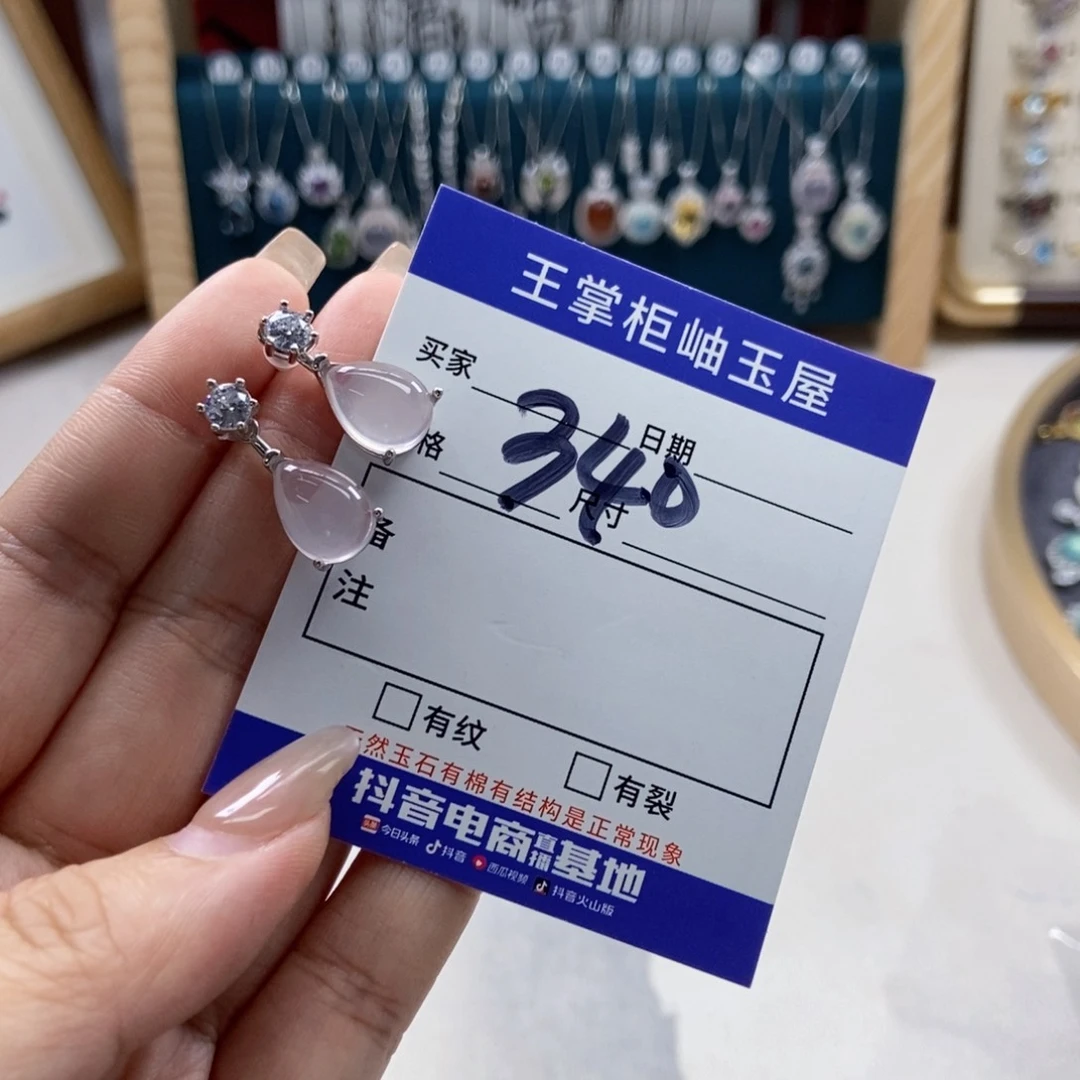 王掌柜岫玉屋
买家 日期
格 尺寸
340
备
注
有纹 有裂
天然玉石有棉有结构是正常现象
抖音电商直播基地
今日头条 抖音 西瓜视频 抖音火山版